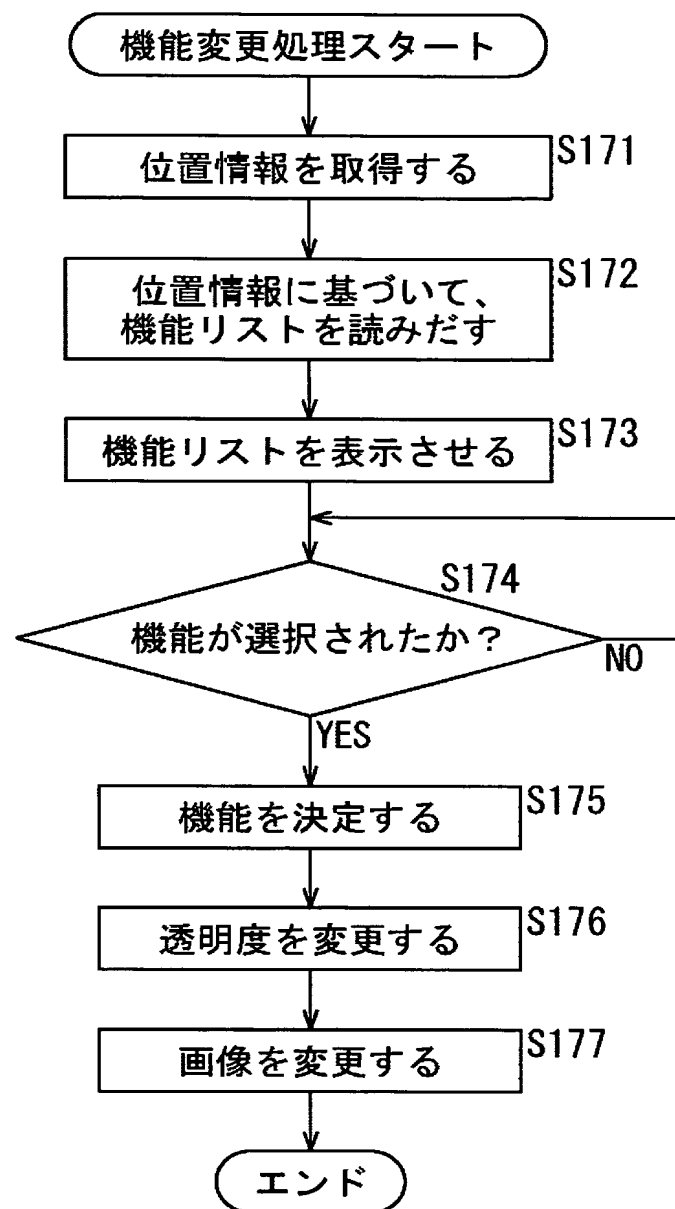 機能変更処理スタート
位置情報を取得する
S171
位置情報に基づいて、
機能リストを読みだす
S172
機能リストを表示させる
S173
S174
機能が選択されたか？
NO
YES
機能を決定する
S175
透明度を変更する
S176
画像を変更する
S177
エンド